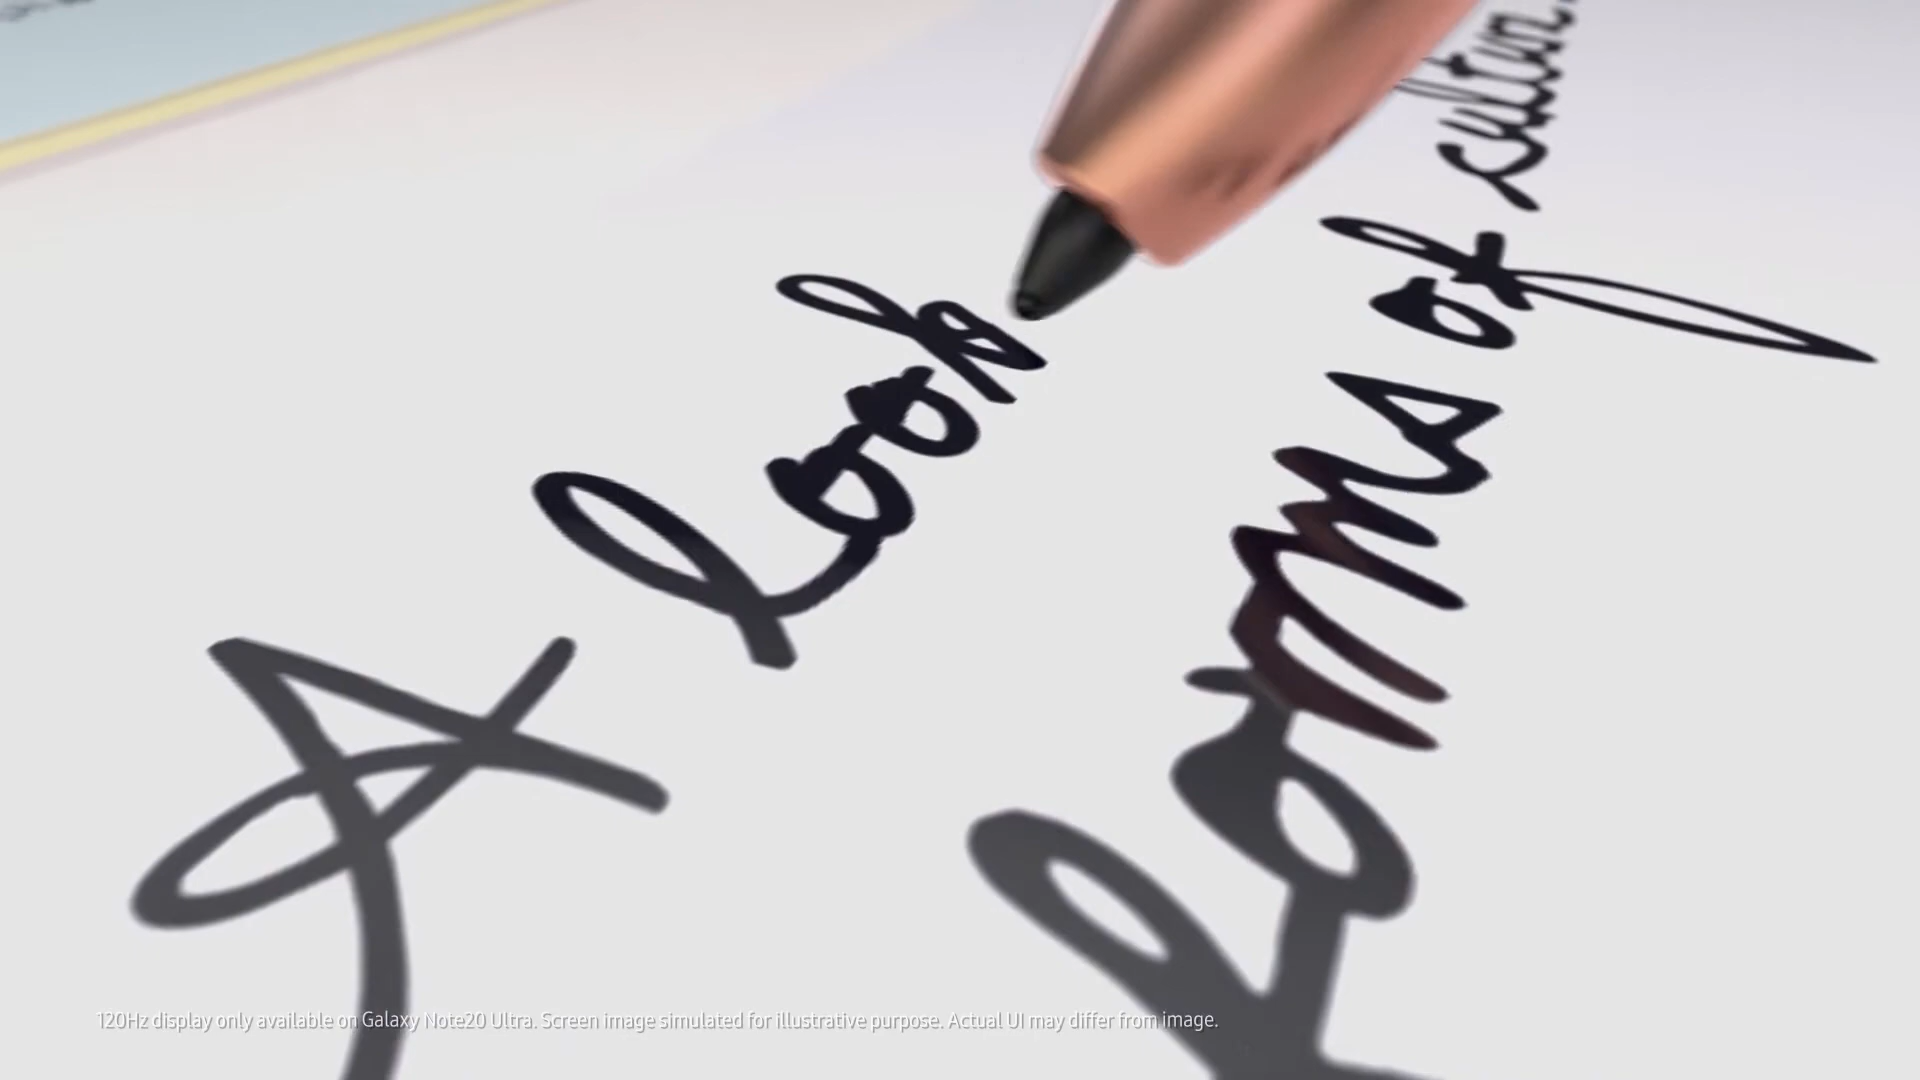 A look
forms of
120Hz display only available on Galaxy Note20 Ultra. Screen image simulated for illustrative purpose. Actual UI may differ from image.